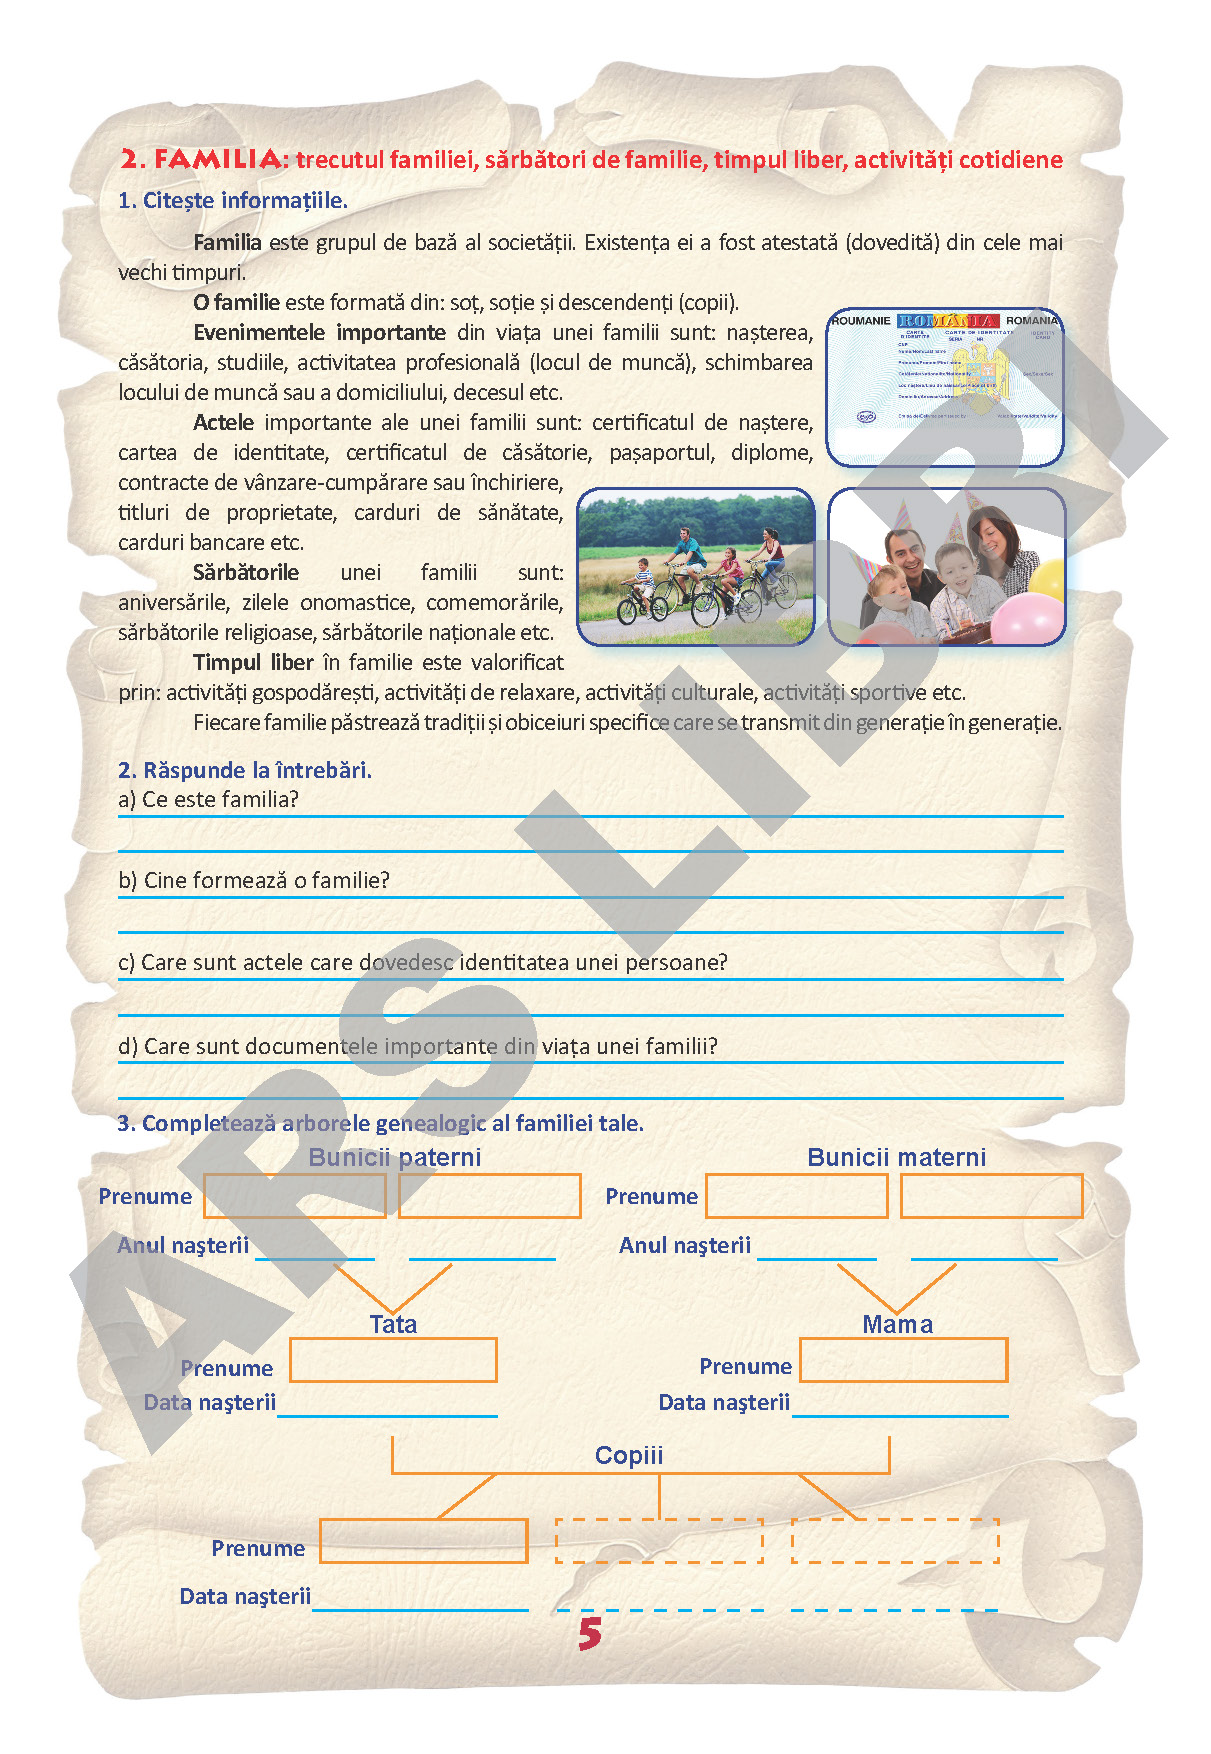 2. FAMILIA: trecutul familiei, sărbători de familie, timpul liber, activități cotidiene
1. Citește informațiile.
Familia este grupul de bază al societății. Existența ei a fost atestată (dovedită) din cele mai
vechi timpuri.
O familie este formată din: soț, soție și descendenți (copii).
Evenimentele importante din viața unei familii sunt: nașterea,
căsătoria, studiile, activitatea profesională (locul de muncă), schimbarea
locului de muncă sau a domiciliului, decesul etc.
Actele importante ale unei familii sunt: certificatul de naștere,
cartea de identitate, certificatul de căsătorie, pașaportul, diplome,
contracte de vânzare-cumpărare sau închiriere,
titluri de proprietate, carduri de sănătate,
carduri bancare etc.
Sărbătorile unei familii sunt:
aniversările, zilele onomastice, comemorările,
sărbătorile religioase, sărbătorile naționale etc.
Timpul liber în familie este valorificat
prin: activități gospodărești, activități de relaxare, activități culturale, activități sportive etc.
Fiecare familie păstrează tradiții și obiceiuri specifice care se transmit din generație în generație.
ROUMANIE ROMÂNIA ROMANIA
CARTE CARTE DE IDENTITATE IDENTITY
D'IDENTITE SERIA NR CARD
CNP
2. Răspunde la întrebări.
a) Ce este familia?
b) Cine formează o familie?
c) Care sunt actele care dovedesc identitatea unei persoane?
d) Care sunt documentele importante din viața unei familii?
3. Completează arborele genealogic al familiei tale.
Bunicii paterni Bunicii materni
Prenume Prenume
Anul naşterii Anul naşterii
Tata Mama
Prenume Prenume
Data naşterii Data naşterii
Copiii
Prenume
Data naşterii
5
ARS LIBRI